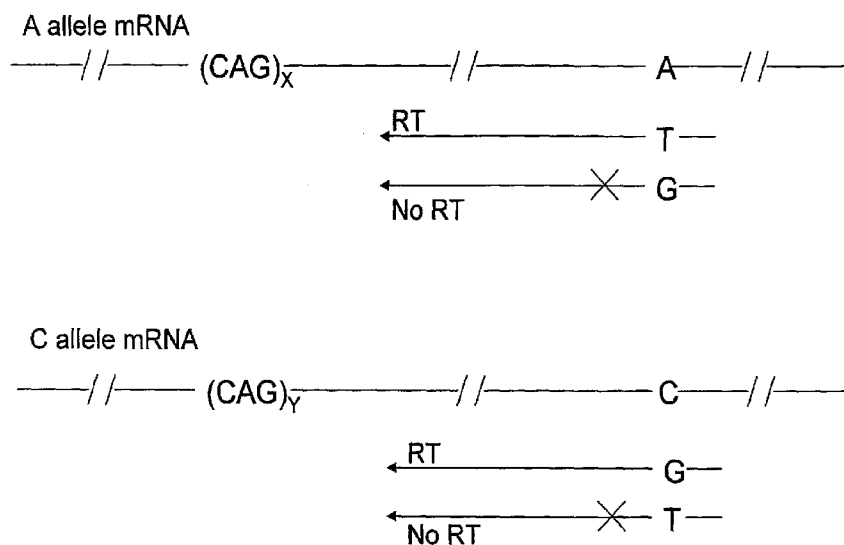 A allele mRNA
(CAG)X A
RT
T
G
No RT
C allele mRNA
(CAG)Y C
RT
G
T
No RT